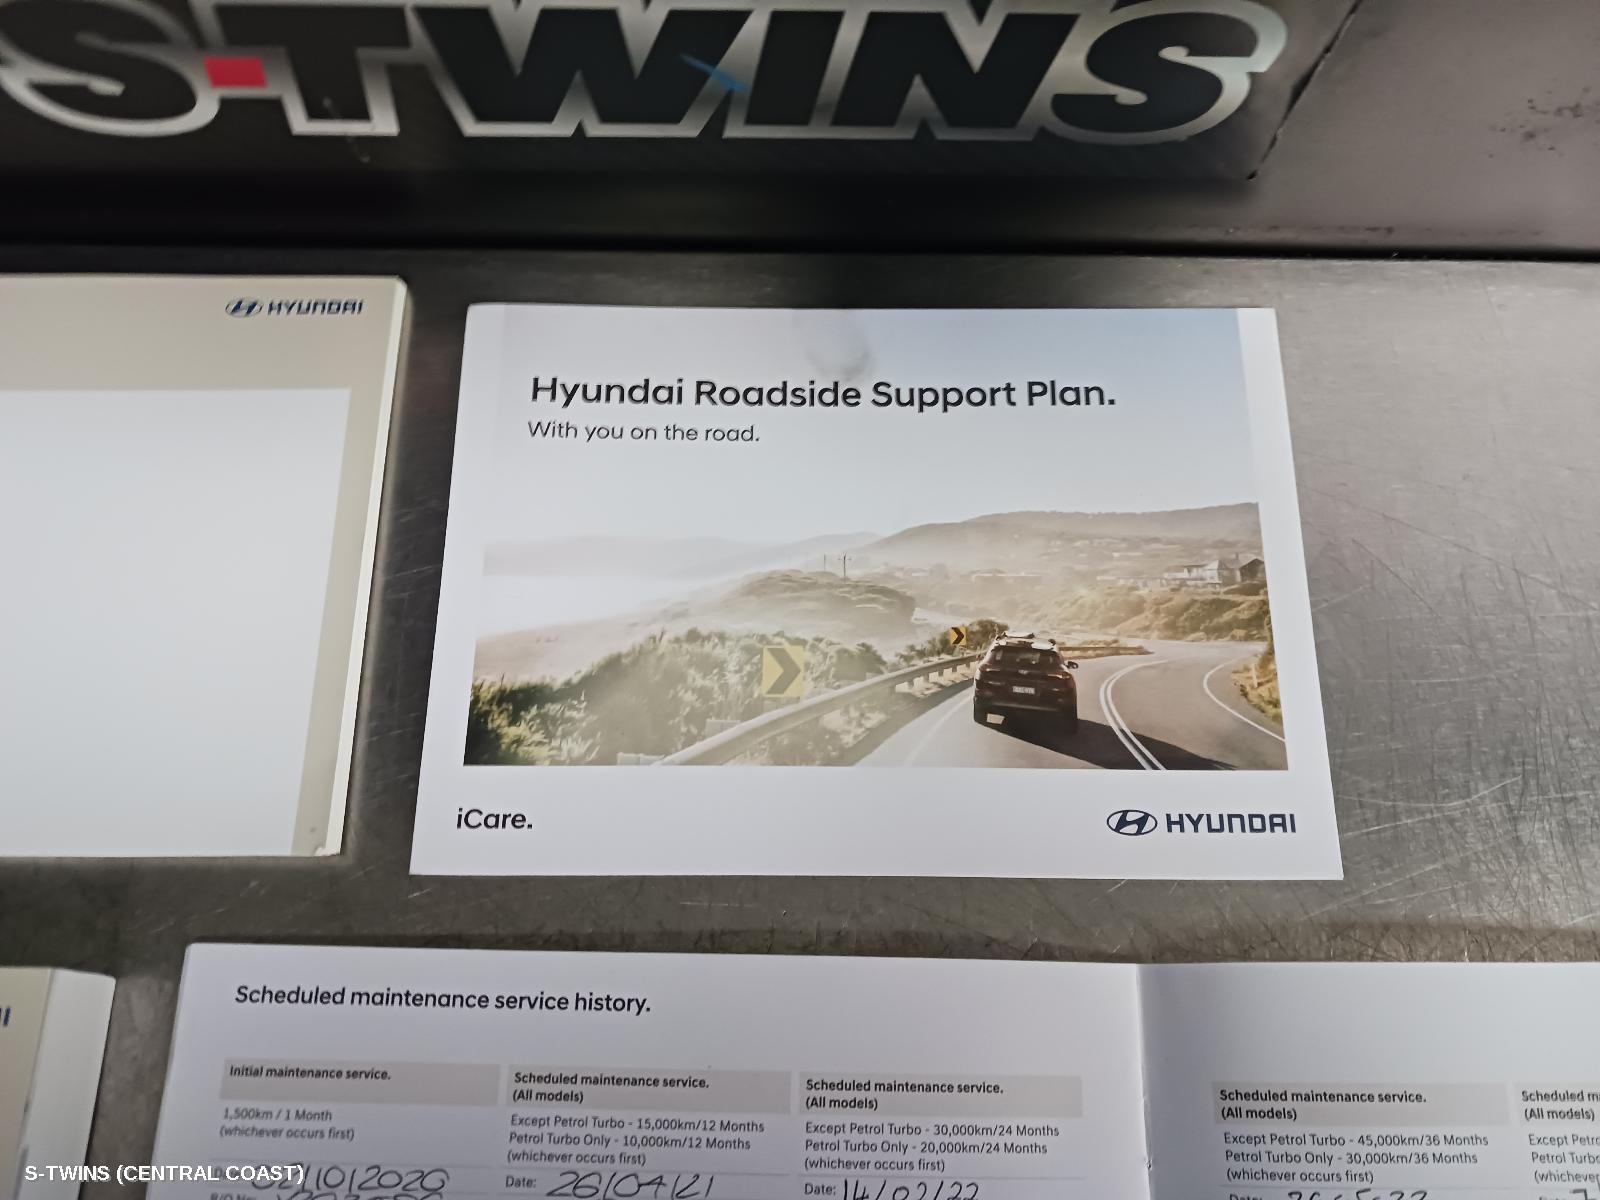 S-TWINS
HYUNDAI
Hyundai Roadside Support Plan.
With you on the road.
iCare.
HYUNDAI
Scheduled maintenance service history.
Initial maintenance service.
1,500km / 1 Month
(whichever occurs first)
Scheduled maintenance service.
(All models)
Except Petrol Turbo - 15,000km/12 Months
Petrol Turbo Only - 10,000km/12 Months
(whichever occurs first)
Date: 26/04/21
Scheduled maintenance service.
(All models)
Except Petrol Turbo - 30,000km/24 Months
Petrol Turbo Only - 20,000km/24 Months
(whichever occurs first)
Date: 14/02/22
Scheduled maintenance service.
(All models)
Except Petrol Turbo - 45,000km/36 Months
Petrol Turbo Only - 30,000km/36 Months
(whichever occurs first)
Scheduled
(All models)
Except
Petrol
S-TWINS (CENTRAL COAST)